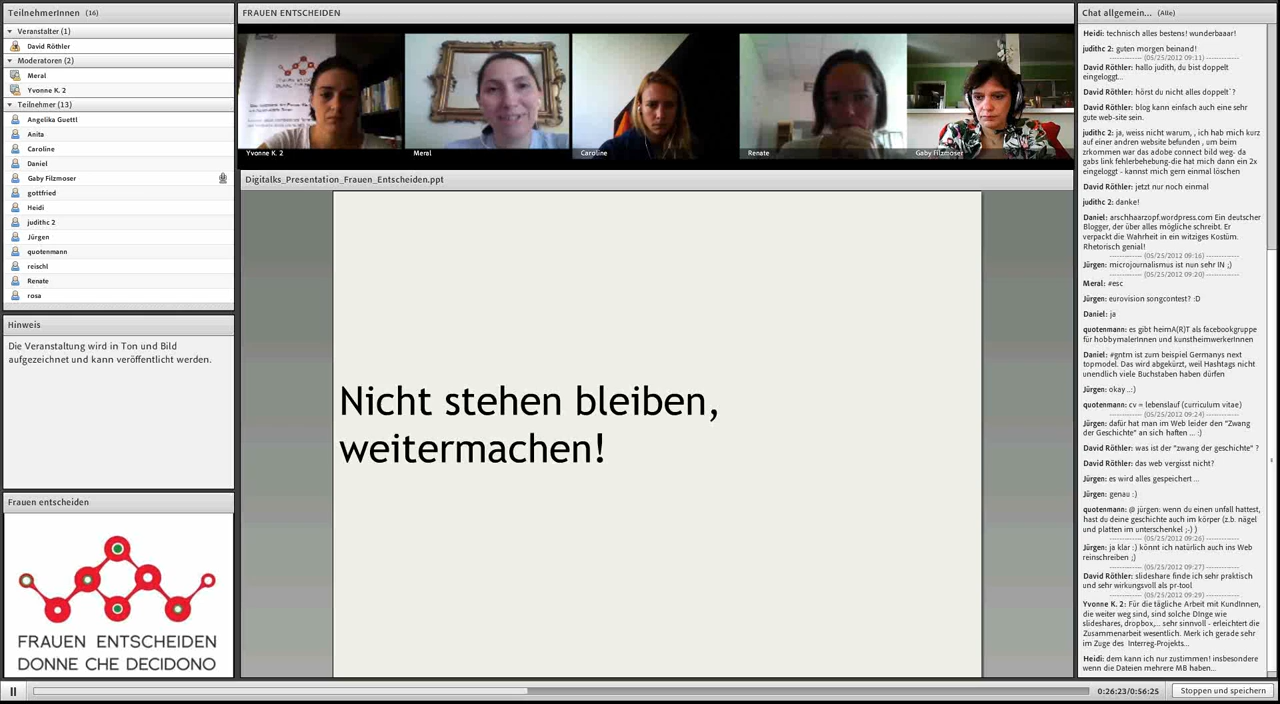 TeilnehmerInnen (16)
Veranstalter (1)
David Röthler
Moderatoren (2)
Meral
Yvonne K. 2
Teilnehmer (13)
Angelika Guettl
Anita
Caroline
Daniel
Gaby Filzmoser
gottfried
Heidi
judithc 2
Jürgen
quotenmann
reischl
Renate
rosa
Hinweis
Die Veranstaltung wird in Ton und Bild
aufgezeichnet und kann veröffentlicht werden.
Frauen entscheiden
FRAUEN ENTSCHEIDEN
DONNE CHE DECIDONO
FRAUEN ENTSCHEIDEN
Yvonne K. 2
Meral
Caroline
Renate
Gaby Filzmoser
Digitalks_Presentation_Frauen_Entscheiden.ppt
Nicht stehen bleiben,
weitermachen!
Chat allgemein... (Alle)
Heidi: technisch alles bestens! wunderbaaar!
judithc 2: guten morgen beinand!
------------- (05/25/2012 09:11) -------------
David Röthler: hallo judith, du bist doppelt
eingeloggt...
David Röthler: hörst du nicht alles doppelt`?
David Röthler: blog kann einfach auch eine sehr
gute web-site sein.
judithc 2: ja, weiss nicht warum, , ich hab mich kurz
auf einer andren website befunden , um beim
zrkommen war das adobe connect bild weg- da
gabs link fehlerbehebung-die hat mich dann ein 2x
eingeloggt - kannst mich gern einmal löschen
David Röthler: jetzt nur noch einmal
judithc 2: danke!
Daniel: arschhaarzopf.wordpress.com Ein deutscher
Blogger, der über alles mögliche schreibt. Er
verpackt die Wahrheit in ein witziges Kostüm.
Rhetorisch genial!
------------- (05/25/2012 09:16) -------------
Jürgen: microjournalismus ist nun sehr IN ;)
------------- (05/25/2012 09:20) -------------
Meral: #esc
Jürgen: eurovision songcontest? :D
Daniel: ja
quotenmann: es gibt heimA(R)T als facebookgruppe
für hobbymalerInnen und kunstheimwerkerInnen
Daniel: #gntm ist zum beispiel Germanys next
topmodel. Das wird abgekürzt, weil Hashtags nicht
unendlich viele Buchstaben haben dürfen
Jürgen: okay ..:)
quotenmann: cv = lebenslauf (curriculum vitae)
------------- (05/25/2012 09:24) -------------
Jürgen: dafür hat man im Web leider den "Zwang
der Geschichte" an sich haften ... :)
David Röthler: was ist der "zwang der geschichte" ?
David Röthler: das web vergisst nicht?
Jürgen: es wird alles gespeichert ...
Jürgen: genau :)
quotenmann: @ jürgen: wenn du einen unfall hattest,
hast du deine geschichte auch im körper (z.b. nägel
und platten im unterschenkel ;-) )
------------- (05/25/2012 09:26) -------------
Jürgen: ja klar :) könnt ich natürlich auch ins Web
reinschreiben ;)
------------- (05/25/2012 09:27) -------------
David Röthler: slideshare finde ich sehr praktisch
und sehr wirkungsvoll als pr-tool
------------- (05/25/2012 09:29) -------------
Yvonne K. 2: Für die tägliche Arbeit mit KundInnen,
die weiter weg sind, sind solche DInge wie
slideshares, dropbox,... sehr sinnvoll - erleichtert die
Zusammenarbeit wesentlich. Merk ich gerade sehr
im Zuge des Interreg-Projekts...
Heidi: dem kann ich nur zustimmen! insbesondere
wenn die Dateien mehrere MB haben...
0:26:23/0:56:25
Stoppen und speichern